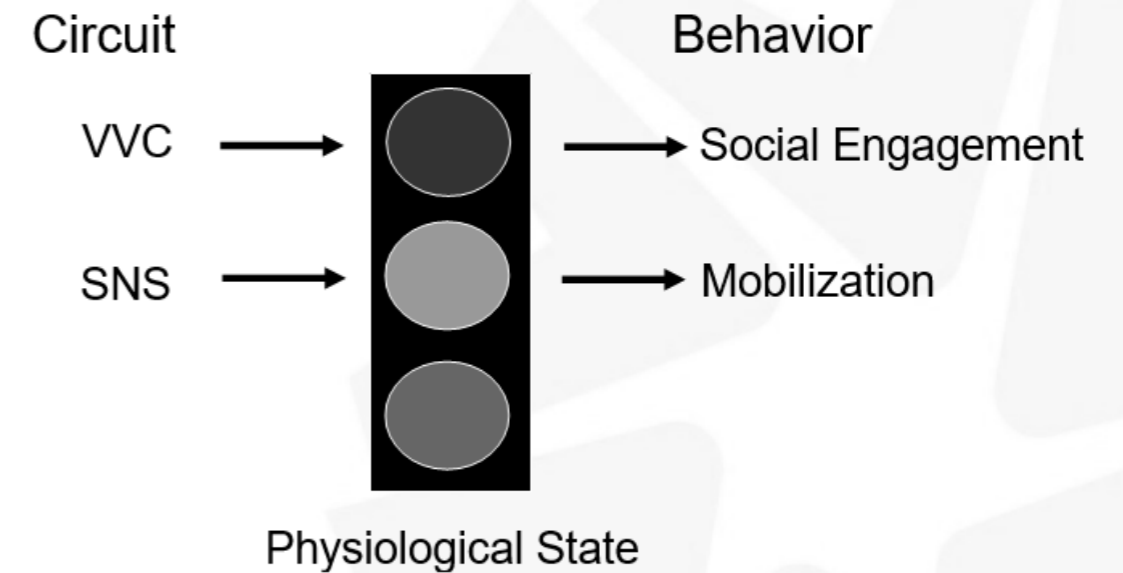 Circuit
Behavior
VVC
Social Engagement
SNS
Mobilization
Physiological State